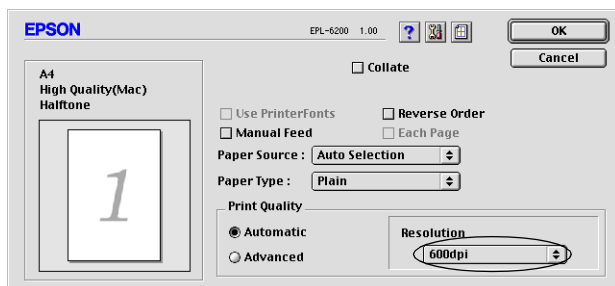 EPSON
EPL-6200 1.00
?
OK
Cancel
A4
High Quality(Mac)
Halftone
1
Collate
Use PrinterFonts
Reverse Order
Manual Feed
Each Page
Paper Source : Auto Selection
Paper Type : Plain
Print Quality
Automatic
Advanced
Resolution
600dpi